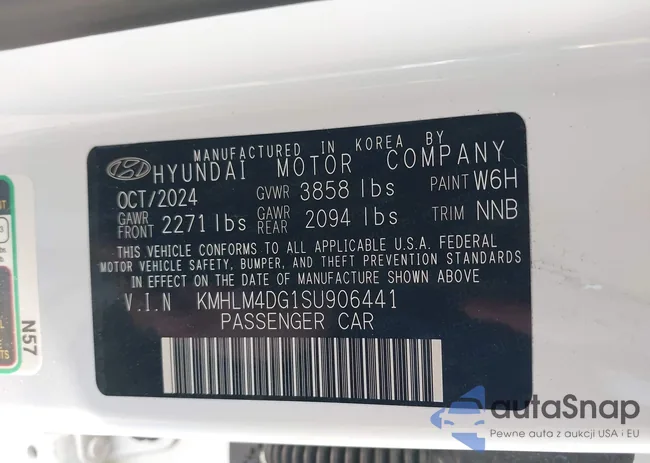 MANUFACTURED IN KOREA BY
HYUNDAI MOTOR COMPANY
OCT/2024 GVWR 3858 lbs PAINT W6H
GAWR FRONT 2271 lbs GAWR REAR 2094 lbs TRIM NNB
THIS VEHICLE CONFORMS TO ALL APPLICABLE U.S.A. FEDERAL
MOTOR VEHICLE SAFETY, BUMPER, AND THEFT PREVENTION STANDARDS
IN EFFECT ON THE DATE OF MANUFACTURE SHOWN ABOVE.
V.I.N KMHLM4DG1SU906441
PASSENGER CAR
N57
autaSnap
Pewne auta z aukcji USA i EU